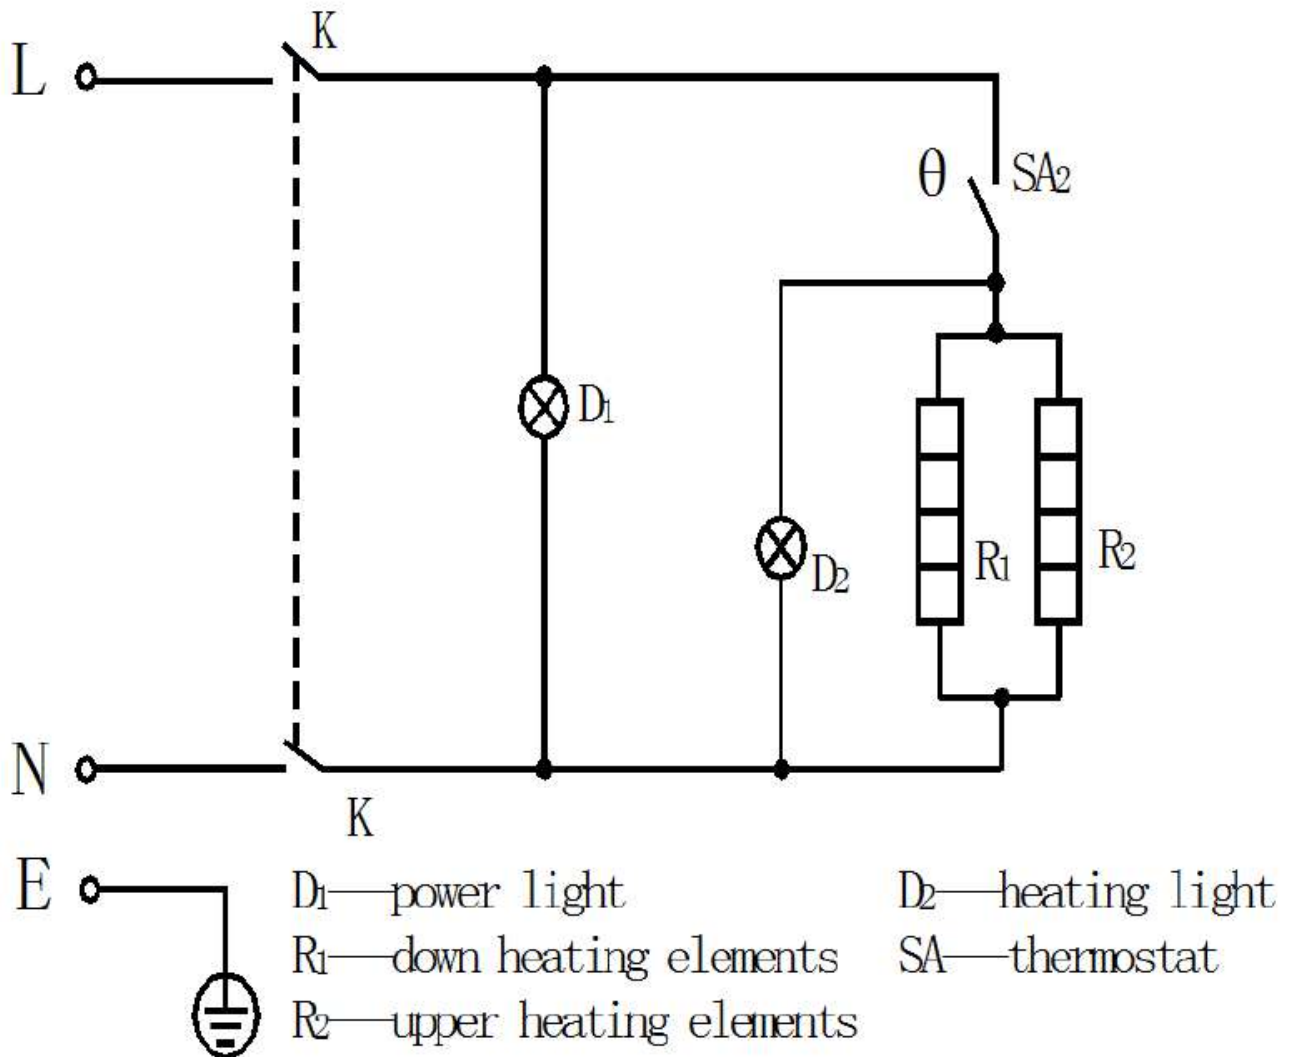 K
L
θ SA2
D1
D2
R1
R2
N
K
E
D1——power light D2——heating light
R1——down heating elements SA——thermostat
R2——upper heating elements